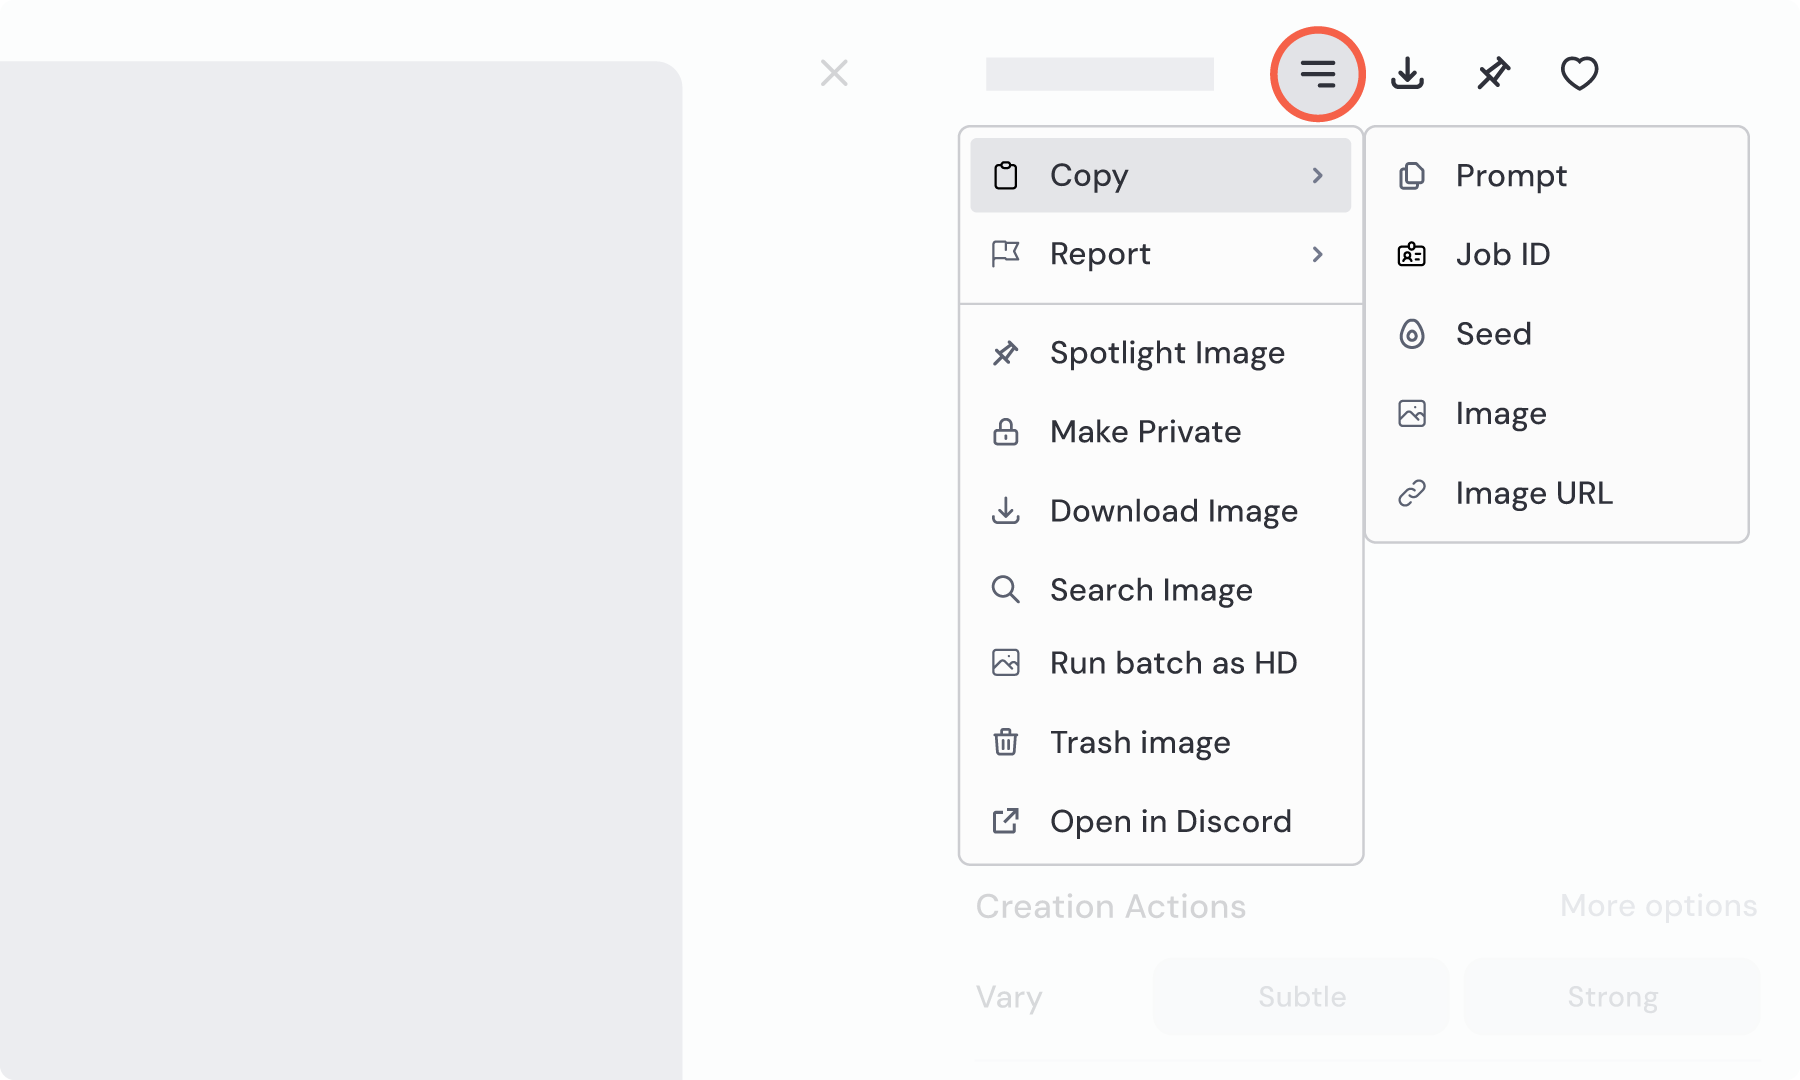 Copy
Report
Spotlight Image
Make Private
Download Image
Search Image
Run batch as HD
Trash image
Open in Discord
Prompt
Job ID
Seed
Image
Image URL
Creation Actions
More options
Vary
Subtle
Strong